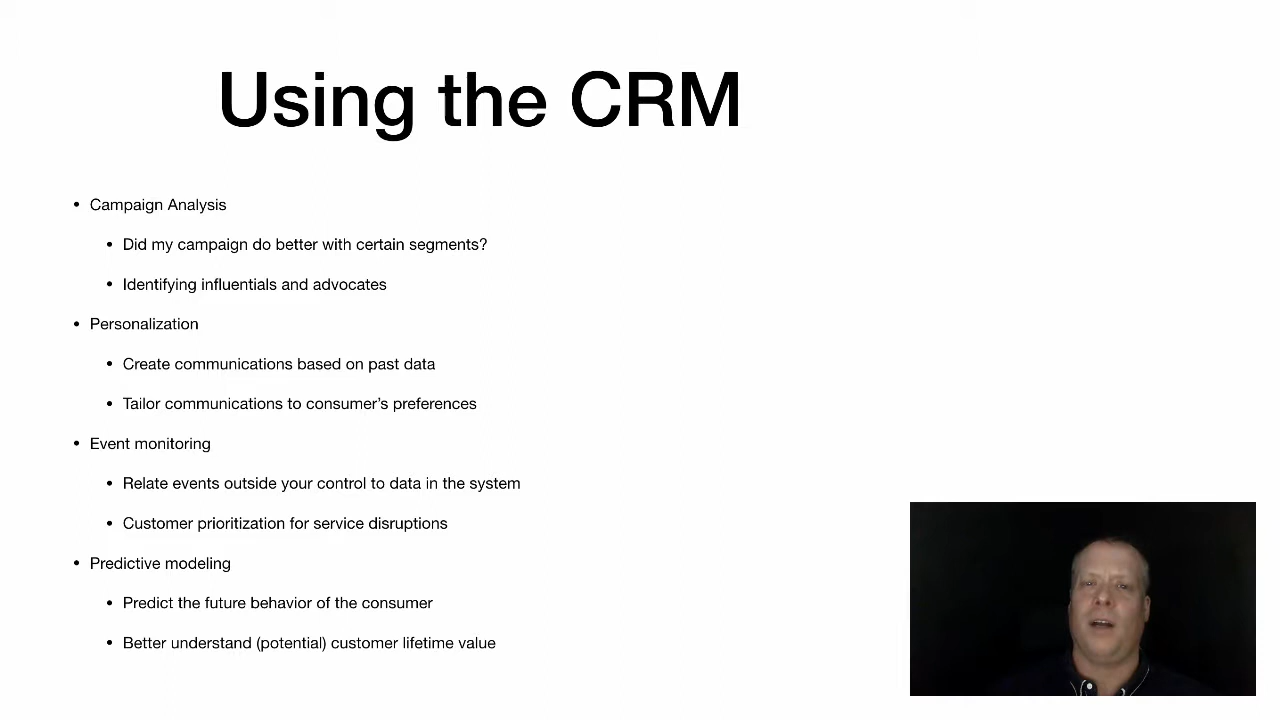 Using the CRM
• Campaign Analysis
• Did my campaign do better with certain segments?
• Identifying influentials and advocates
• Personalization
• Create communications based on past data
• Tailor communications to consumer’s preferences
• Event monitoring
• Relate events outside your control to data in the system
• Customer prioritization for service disruptions
• Predictive modeling
• Predict the future behavior of the consumer
• Better understand (potential) customer lifetime value